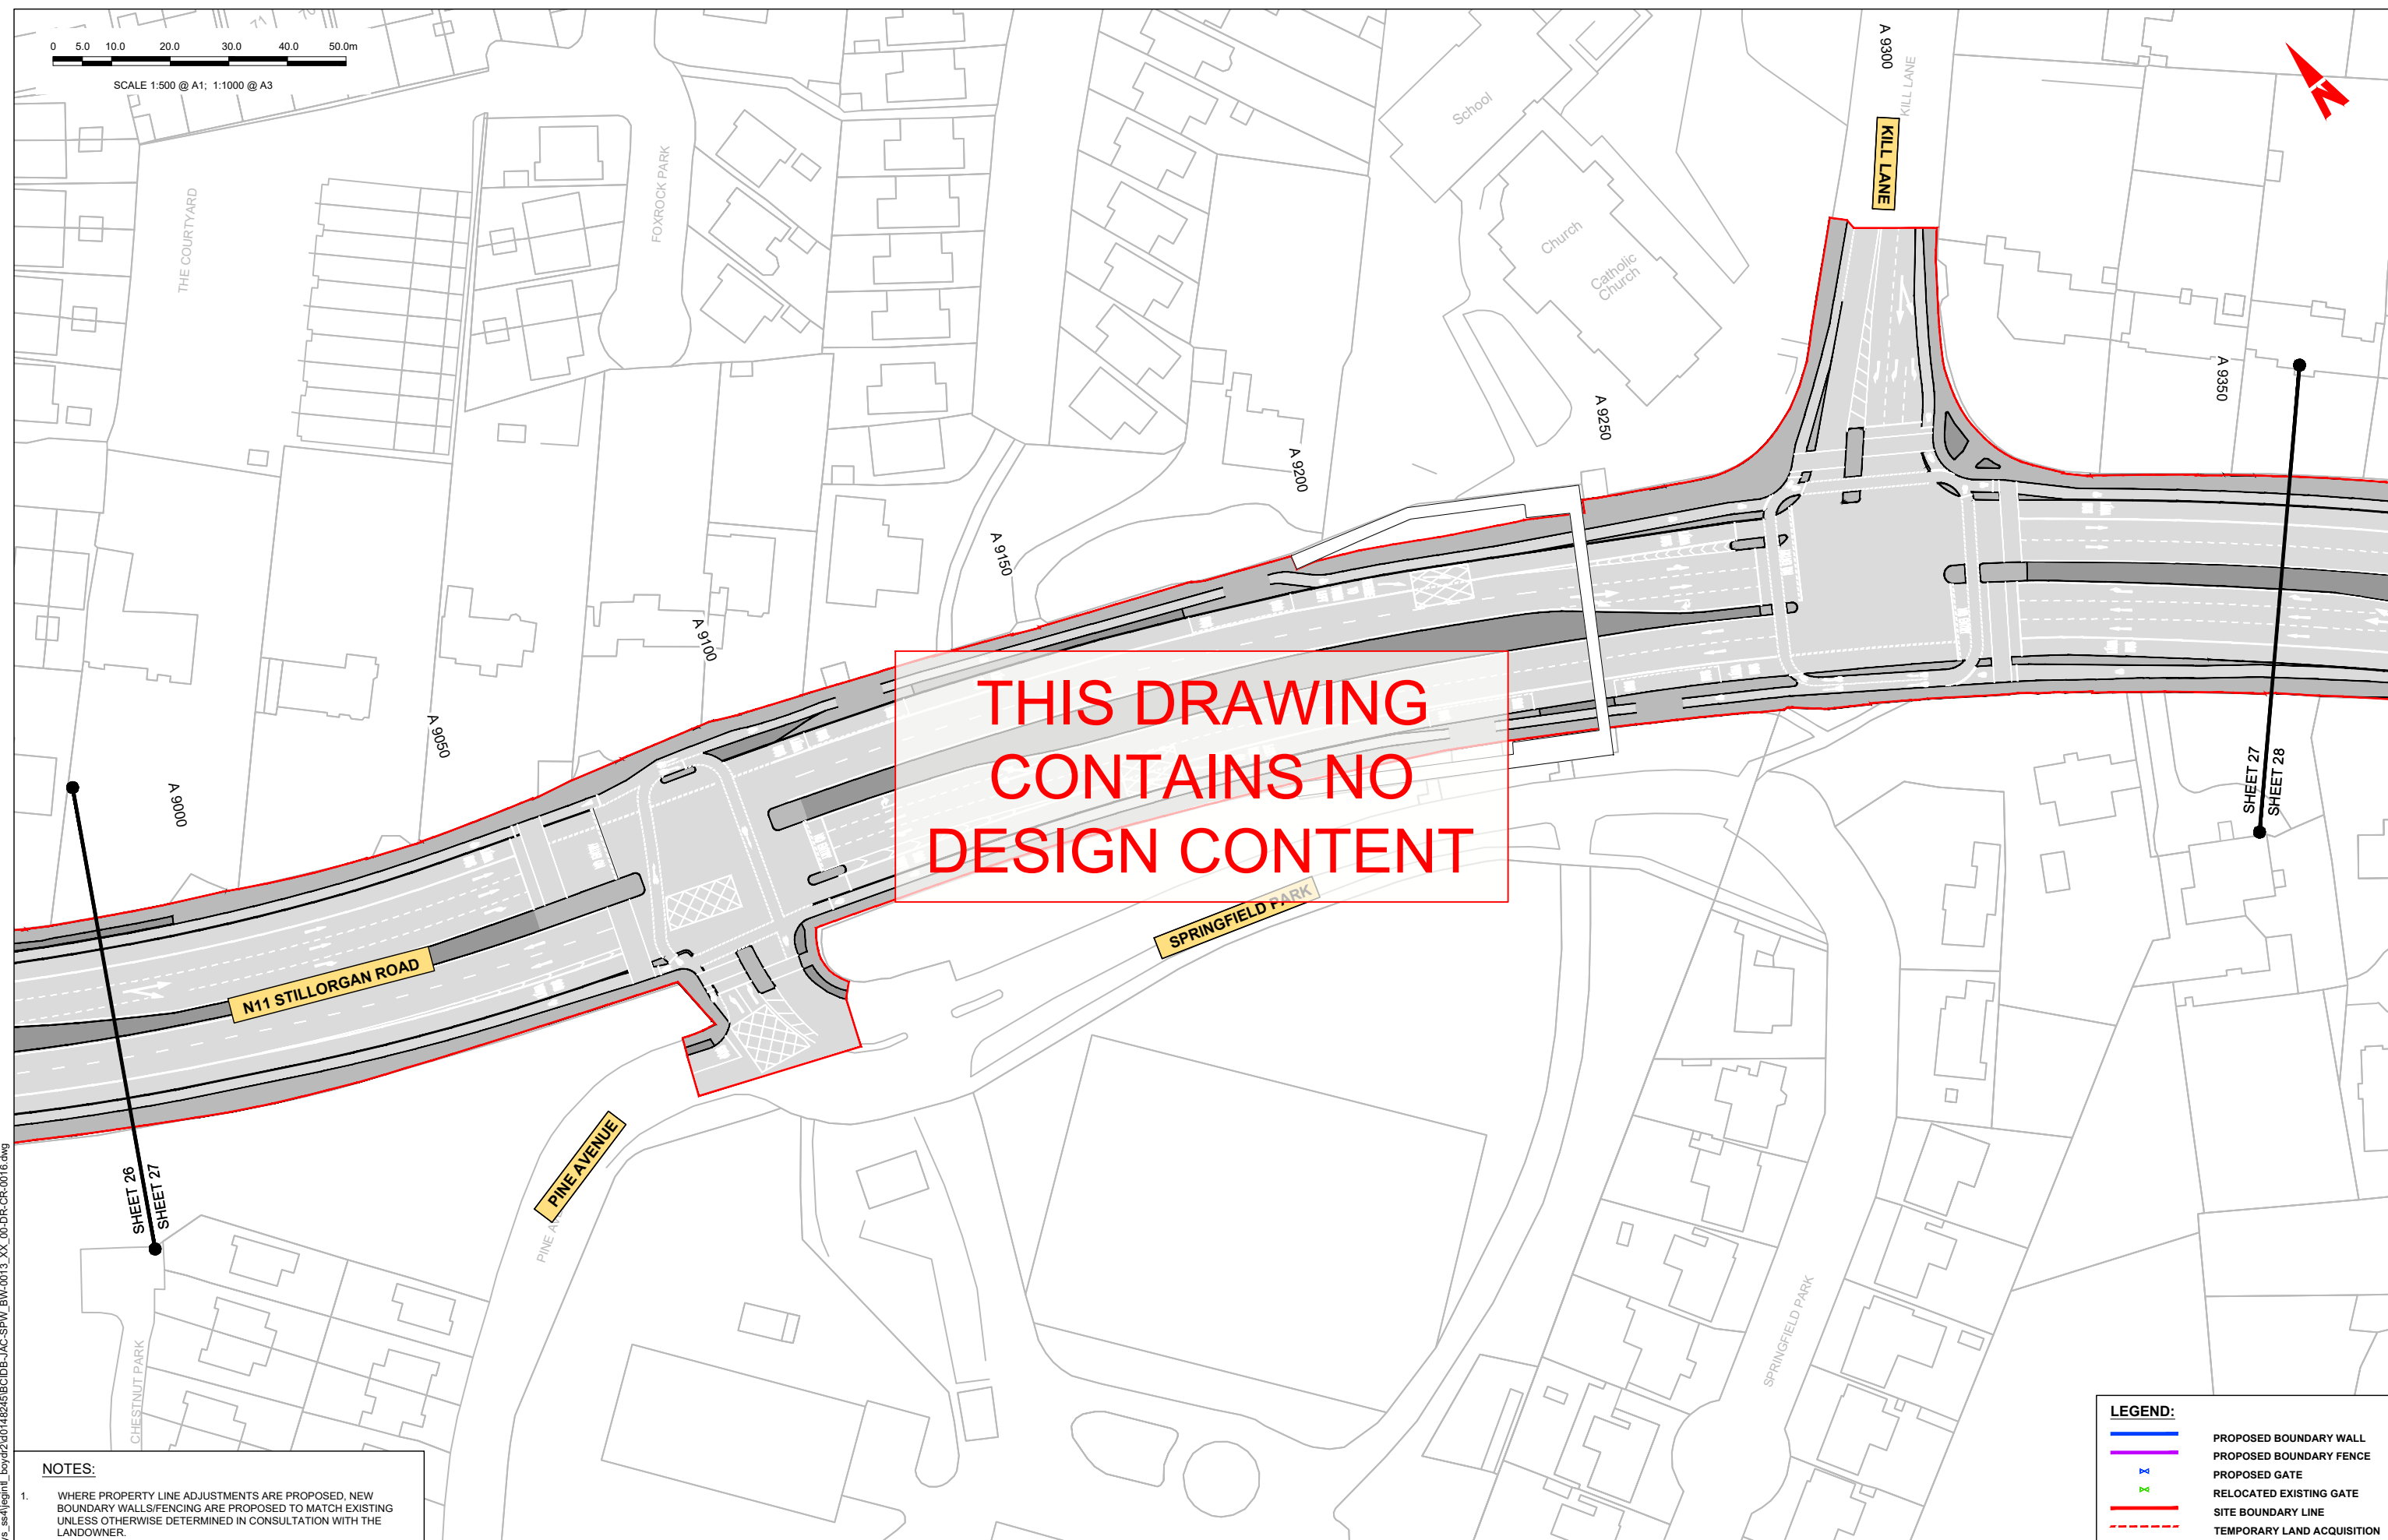 71
70
0 5.0 10.0 20.0 30.0 40.0 50.0m
SCALE 1:500 @ A1; 1:1000 @ A3
THE COURTYARD
FOXROCK PARK
School
Church
Catholic
Church
A 9300
KILL LANE
KILL LANE
A 9350
A 9250
A 9200
A 9150
A 9100
A 9050
A 9000
THIS DRAWING
CONTAINS NO
DESIGN CONTENT
SHEET 27
SHEET 28
N11 STILLORGAN ROAD
SPRINGFIELD PARK
PINE AVENUE
PINE AV
SHEET 26
SHEET 27
CHESTNUT PARK
SPRINGFIELD PARK
NOTES:
1. WHERE PROPERTY LINE ADJUSTMENTS ARE PROPOSED, NEW
BOUNDARY WALLS/FENCING ARE PROPOSED TO MATCH EXISTING
UNLESS OTHERWISE DETERMINED IN CONSULTATION WITH THE
LANDOWNER.
LEGEND:
PROPOSED BOUNDARY WALL
PROPOSED BOUNDARY FENCE
PROPOSED GATE
RELOCATED EXISTING GATE
SITE BOUNDARY LINE
TEMPORARY LAND ACQUISITION